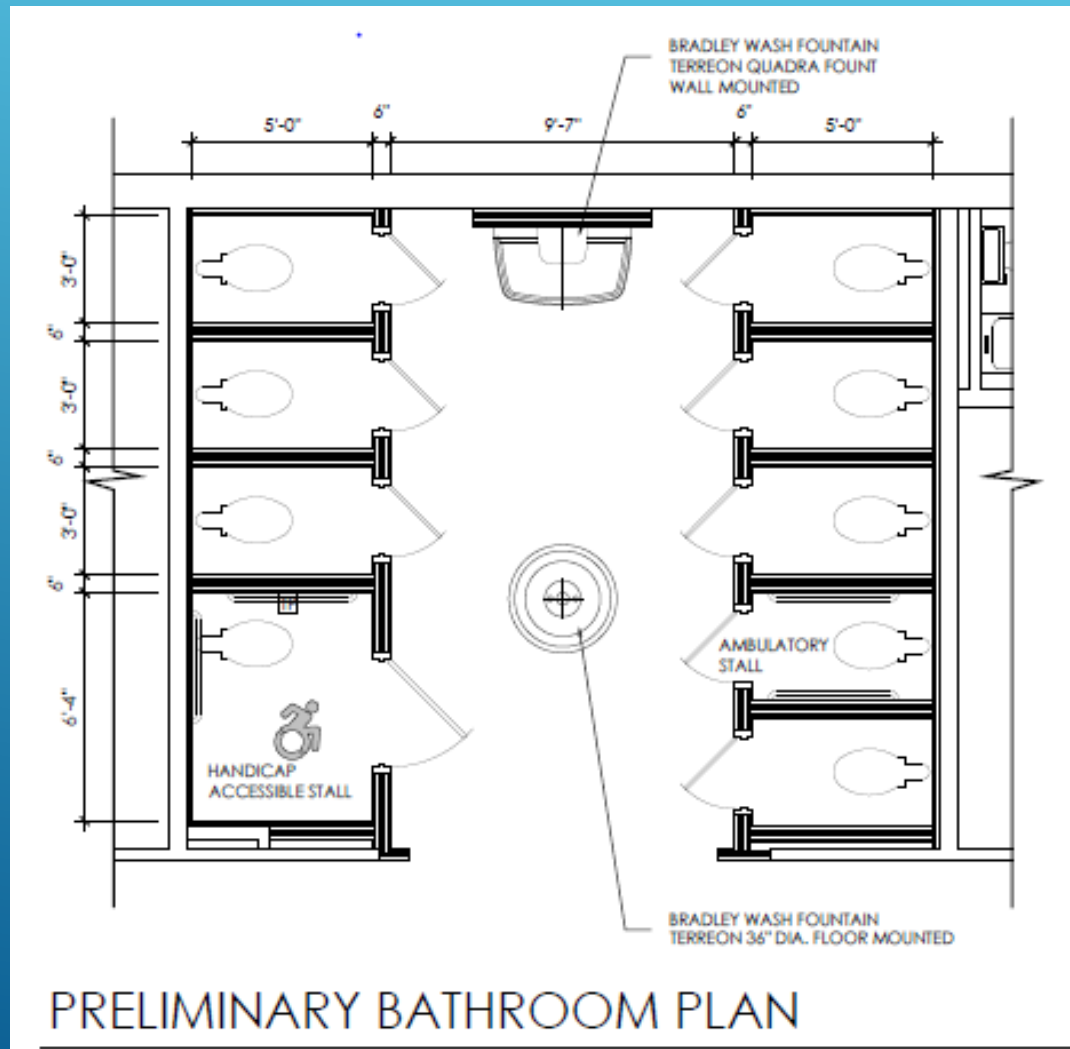 BRADLEY WASH FOUNTAIN
TERREON QUADRA FOUNT
WALL MOUNTED
5'-0"
6"
9'-7"
6"
5'-0"
3'-0"
6"
3'-0"
6"
3'-0"
6"
6'-4"
TP
AMBULATORY
STALL
HANDICAP
ACCESSIBLE STALL
BRADLEY WASH FOUNTAIN
TERREON 36" DIA. FLOOR MOUNTED
PRELIMINARY BATHROOM PLAN